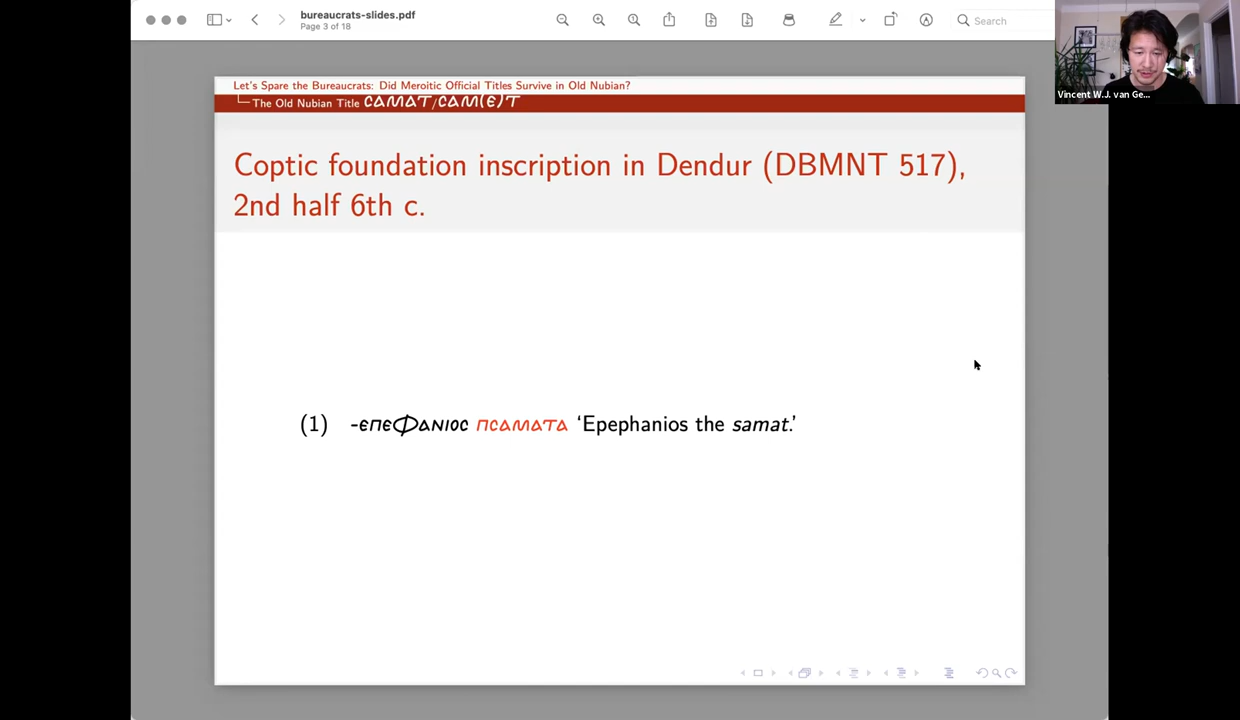 bureaucrats-slides.pdf
Page 3 of 18
Search
Vincent W.J. van Ge...
Let's Spare the Bureaucrats: Did Meroitic Official Titles Survive in Old Nubian?
The Old Nubian Title ⲥⲁⲙⲁⲧ/ⲥⲁⲙ(ⲉ)ⲧ
Coptic foundation inscription in Dendur (DBMNT 517),
2nd half 6th c.
(1) -ⲉⲡⲉⲫⲁⲛⲓⲟⲥ ⲡⲥⲁⲙⲁⲧⲁ ‘Epephanios the samat.’